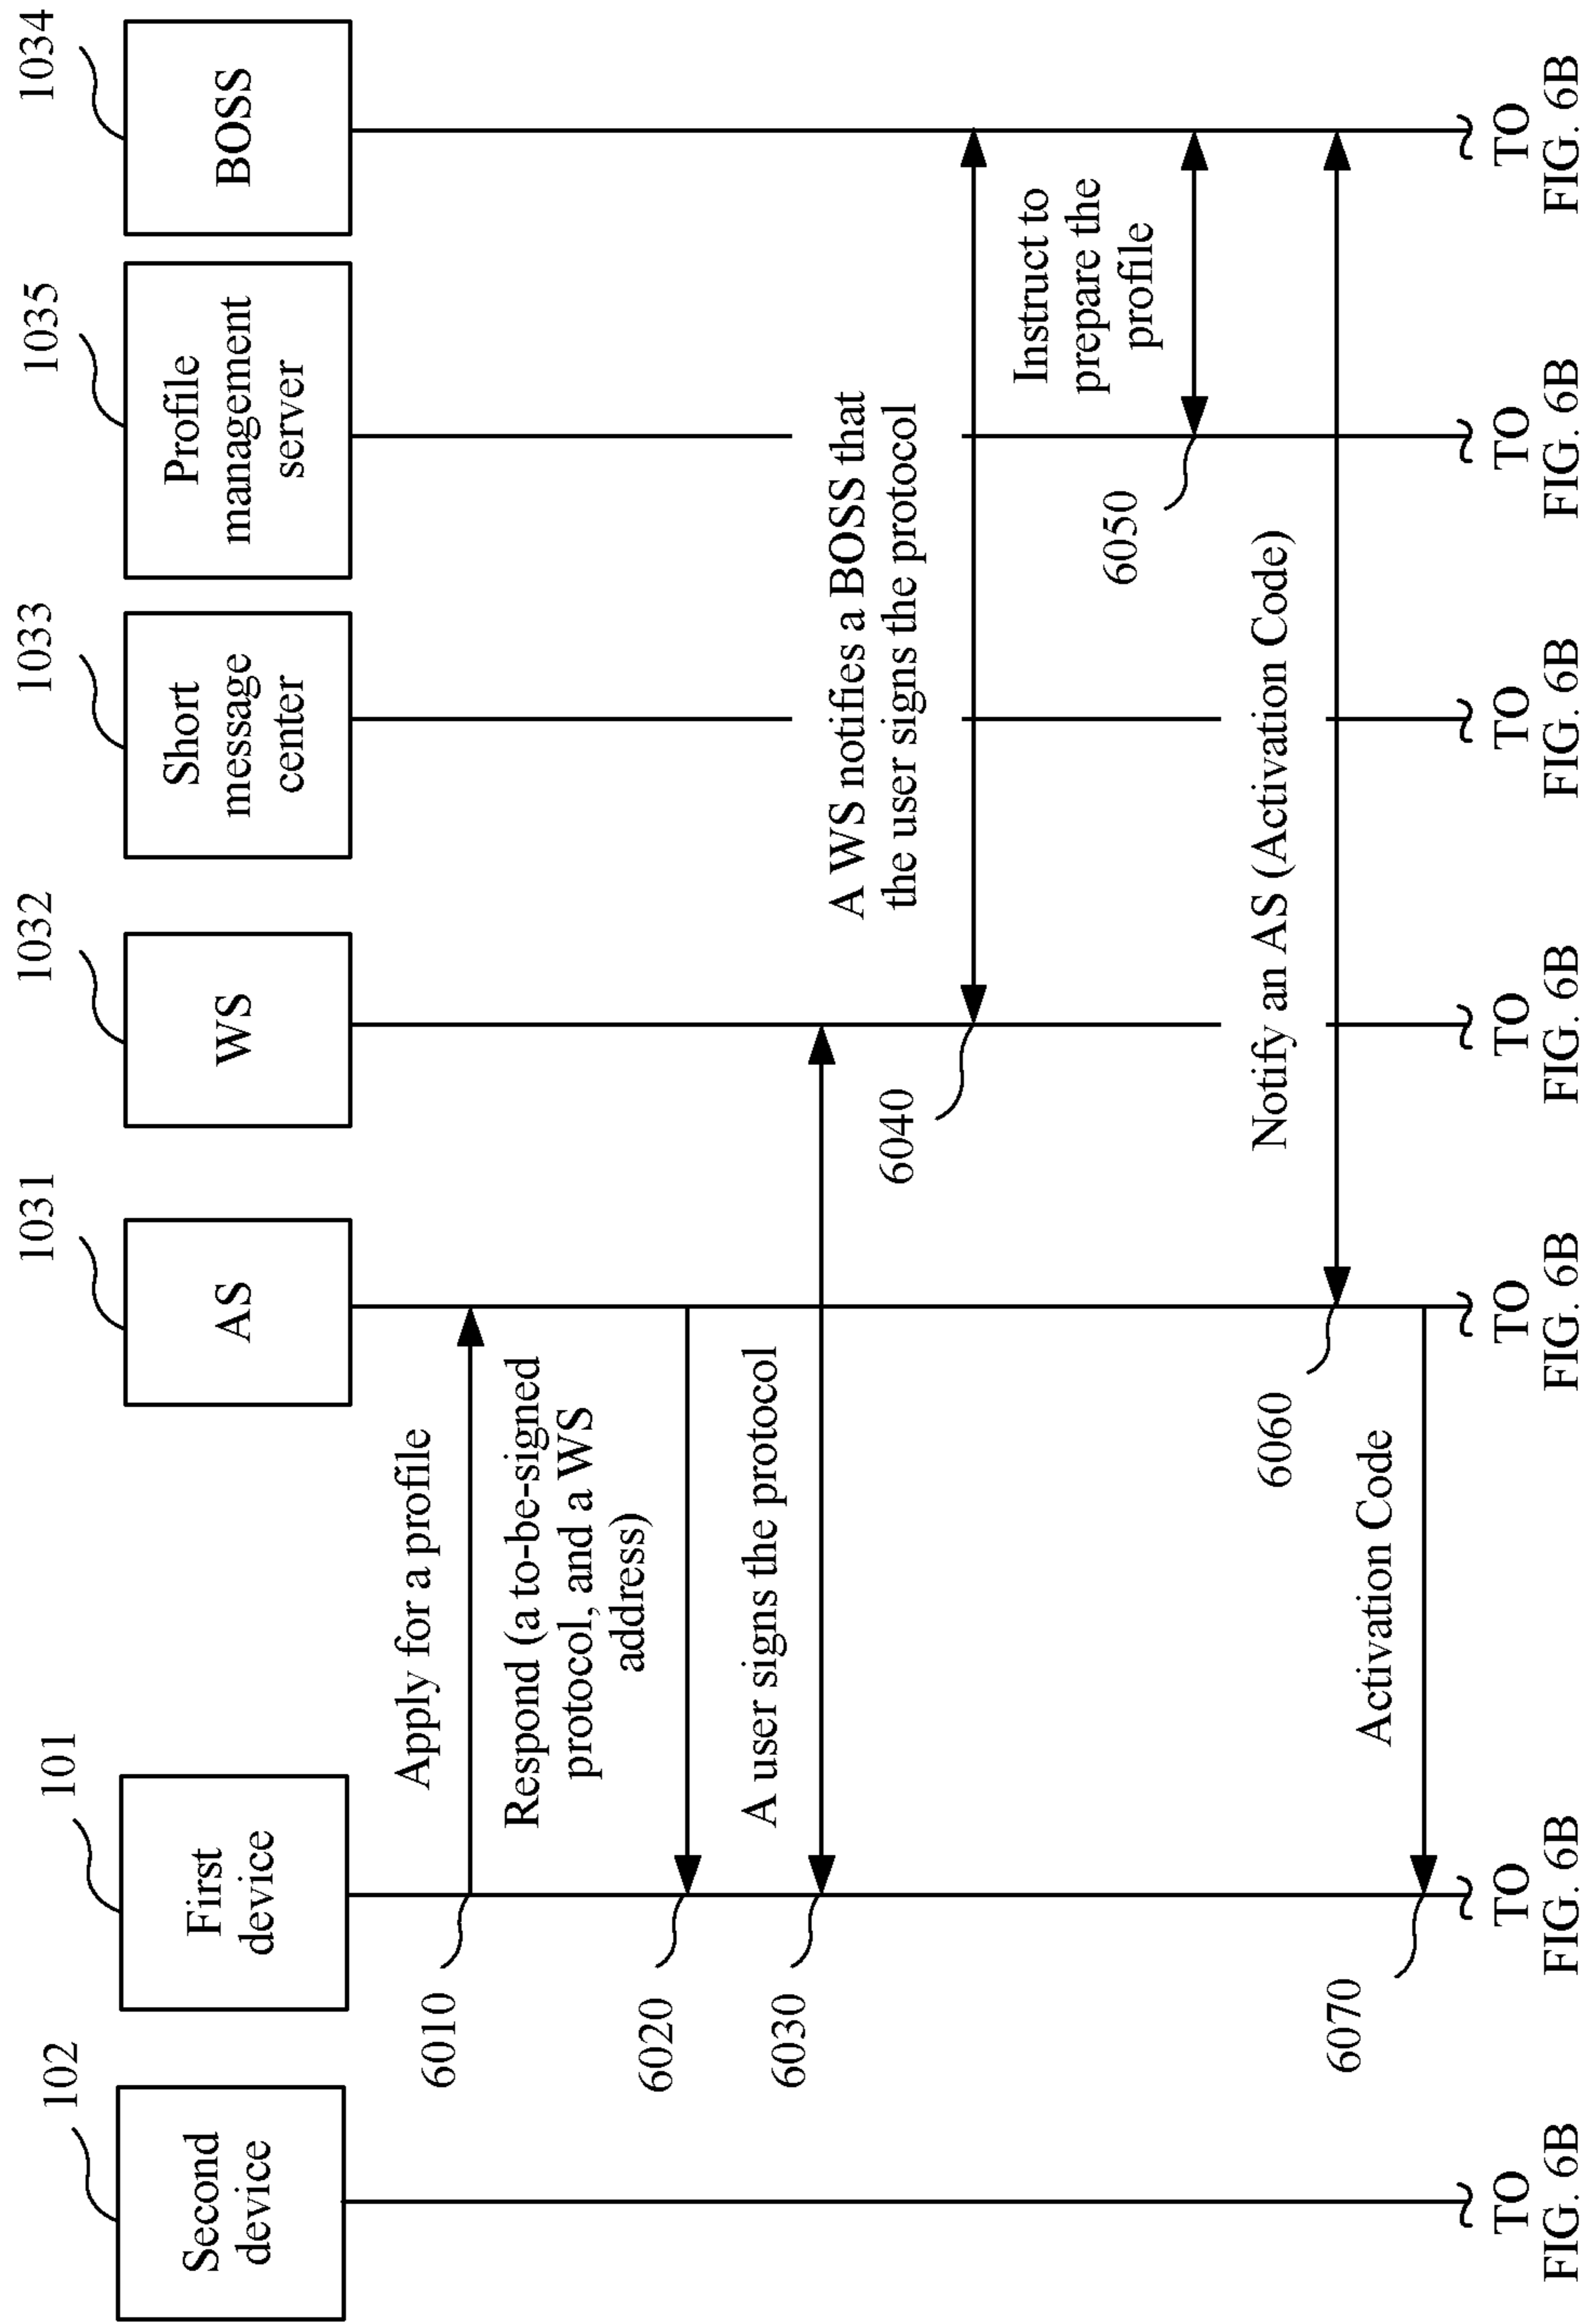 102
101
1031
1032
1033
1035
1034
Second
device
First
device
AS
WS
Short
message
center
Profile
management
server
BOSS
6010
Apply for a profile
6020
Respond (a to-be-signed
protocol, and a WS
address)
6030
A user signs the protocol
6040
A WS notifies a BOSS that
the user signs the protocol
6050
Instruct to
prepare the
profile
6060
Notify an AS (Activation Code)
6070
Activation Code
TO
FIG. 6B
TO
FIG. 6B
TO
FIG. 6B
TO
FIG. 6B
TO
FIG. 6B
TO
FIG. 6B
TO
FIG. 6B